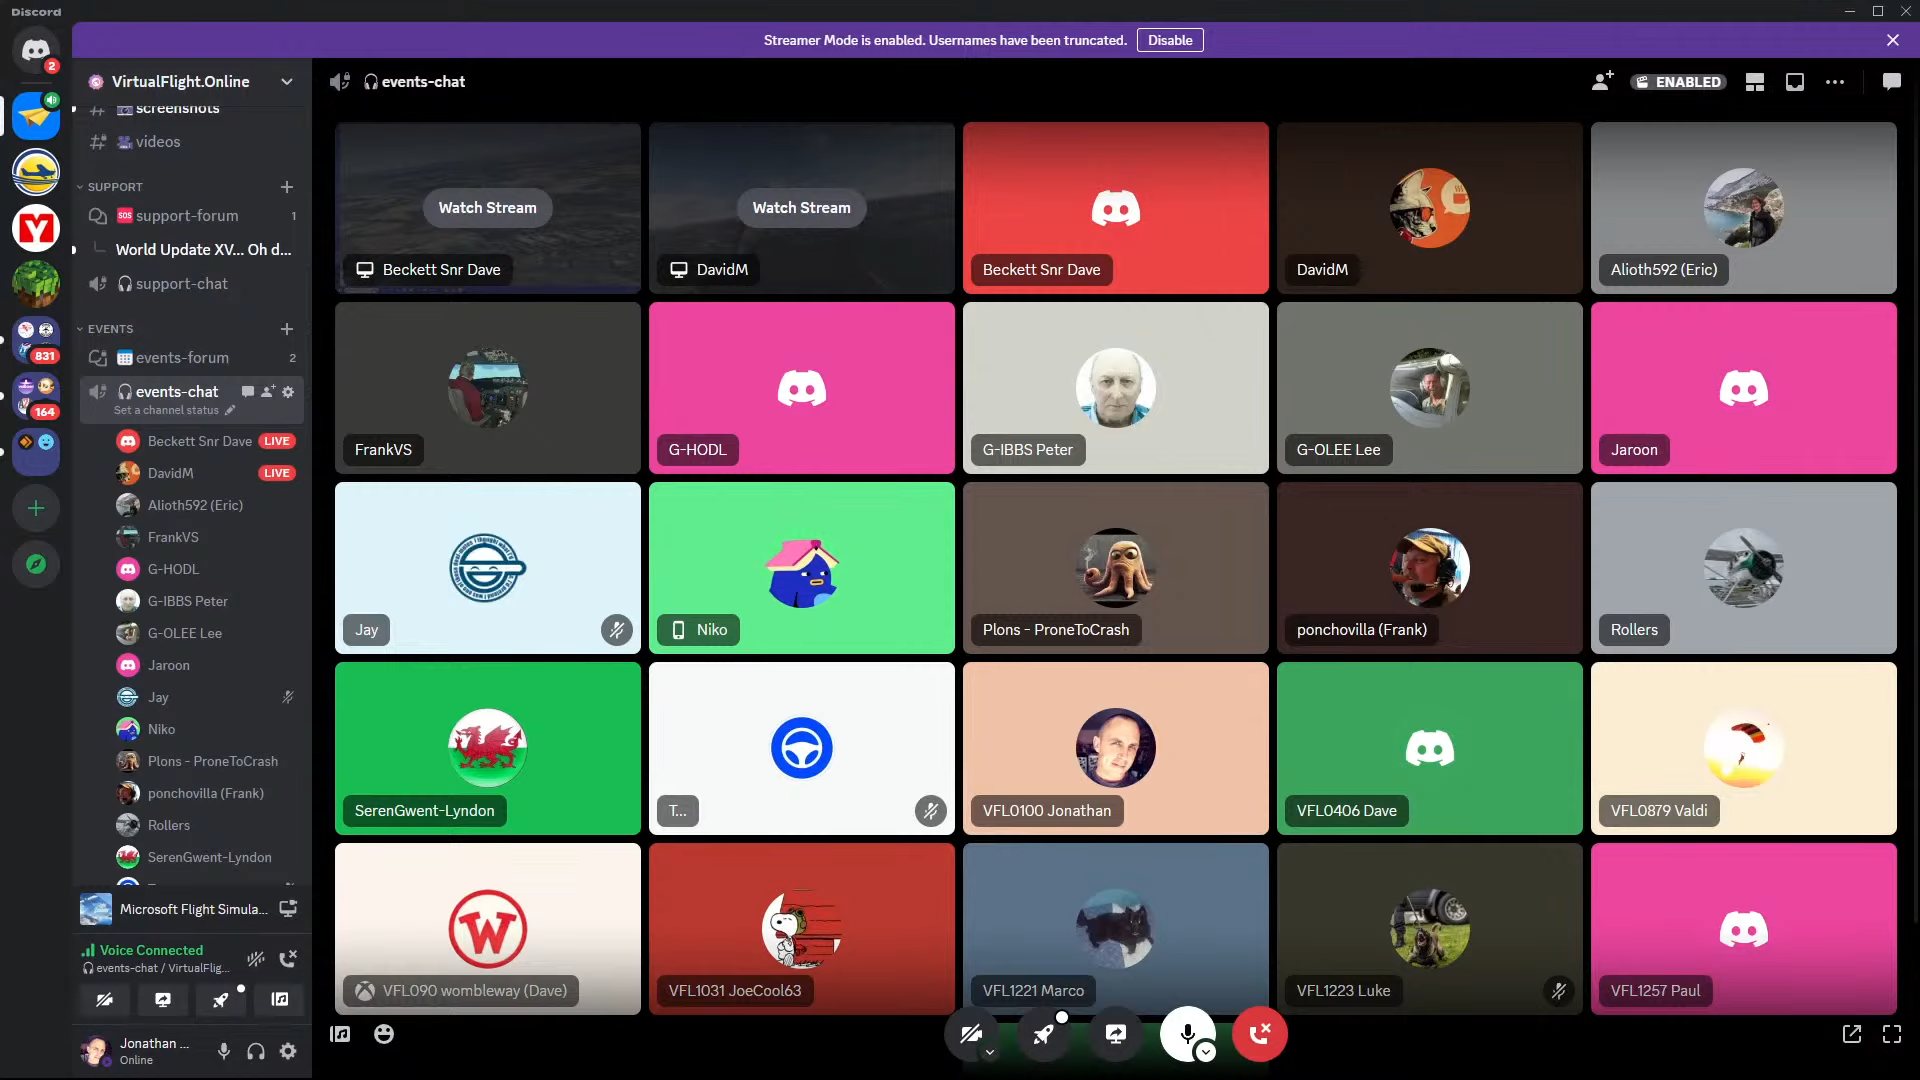 Discord
Streamer Mode is enabled. Usernames have been truncated.
Disable
2
VirtualFlight.Online
events-chat
ENABLED
screenshots
videos
SUPPORT
support-forum
1
SOS
World Update XV... Oh d...
support-chat
EVENTS
events-forum
2
events-chat
Set a channel status
Beckett Snr Dave
LIVE
DavidM
LIVE
Alioth592 (Eric)
FrankVS
G-HODL
G-IBBS Peter
G-OLEE Lee
Jaroon
Jay
Niko
Plons - ProneToCrash
ponchovilla (Frank)
Rollers
SerenGwent-Lyndon
831
164
Microsoft Flight Simula...
Voice Connected
events-chat / VirtualFlig...
Jonathan ...
Online
Watch Stream
Beckett Snr Dave
Watch Stream
DavidM
Beckett Snr Dave
DavidM
Alioth592 (Eric)
FrankVS
G-HODL
G-IBBS Peter
G-OLEE Lee
Jaroon
Jay
Niko
Plons - ProneToCrash
ponchovilla (Frank)
Rollers
SerenGwent-Lyndon
T...
VFL0100 Jonathan
VFL0406 Dave
VFL0879 Valdi
W
VFL090 wombleway (Dave)
VFL1031 JoeCool63
VFL1221 Marco
VFL1223 Luke
VFL1257 Paul